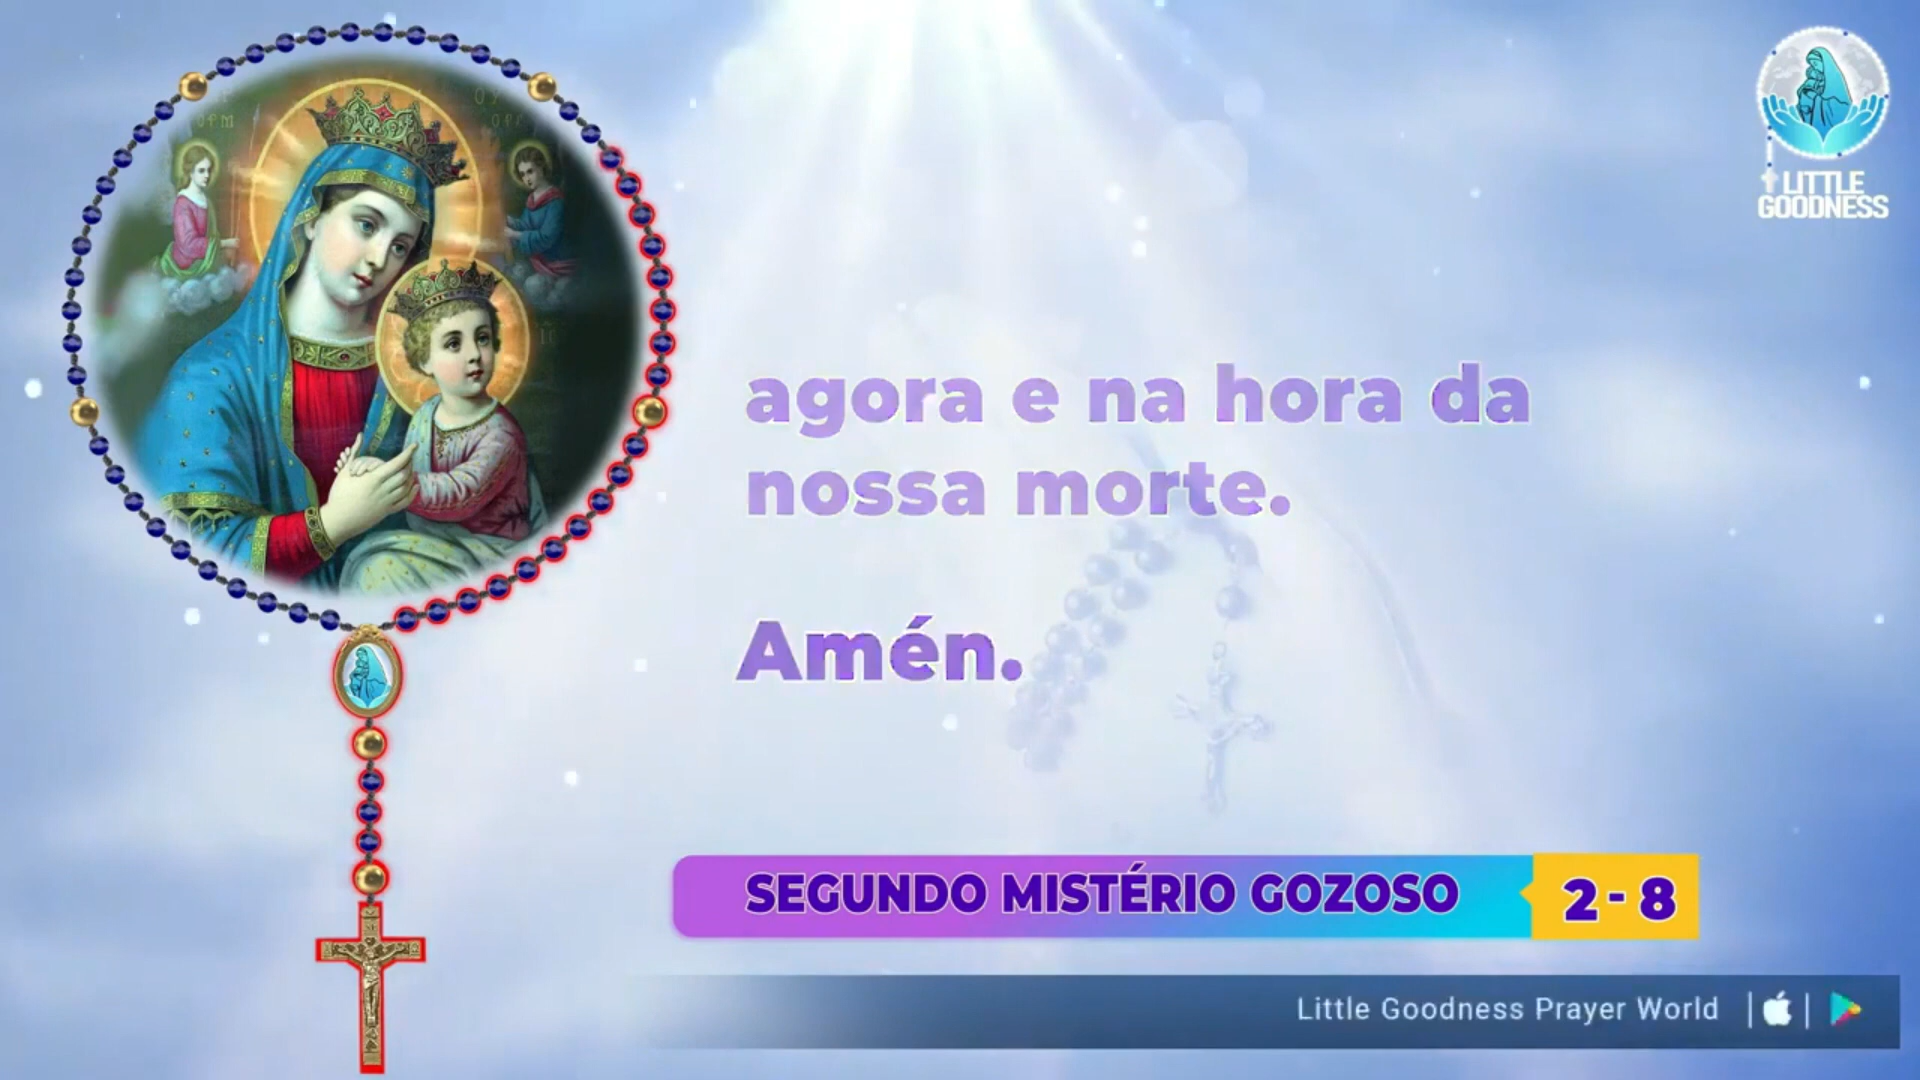 LITTLE
GOODNESS
agora e na hora da
nossa morte.
Amén.
SEGUNDO MISTÉRIO GOZOSO
2 - 8
Little Goodness Prayer World